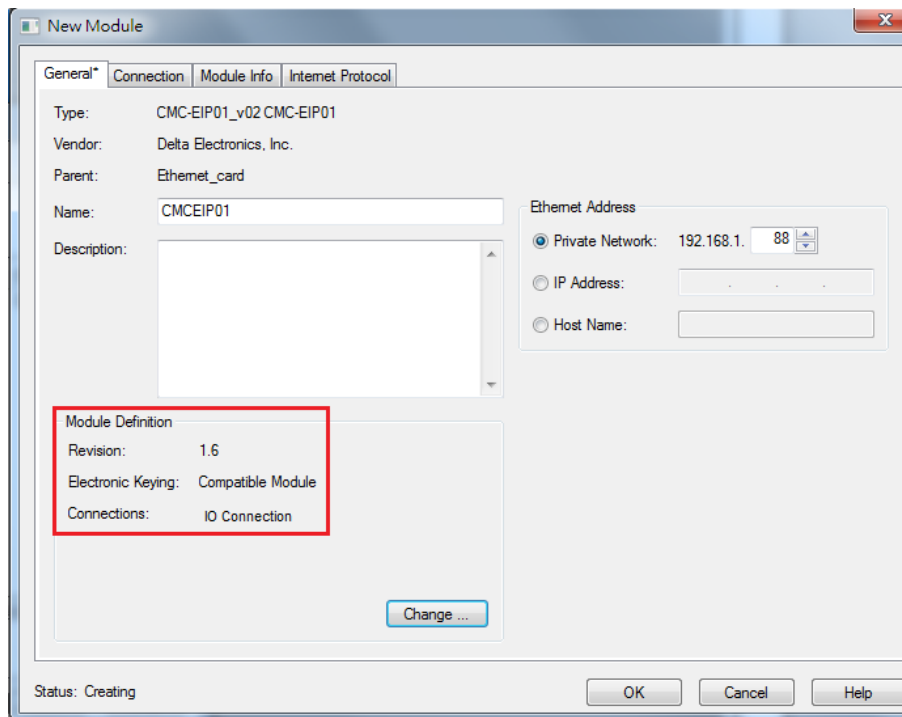 New Module
General* Connection Module Info Internet Protocol
Type: CMC-EIP01_v02 CMC-EIP01
Vendor: Delta Electronics, Inc.
Parent: Ethernet_card
Name: CMCEIP01
Description:
Ethernet Address
Private Network: 192.168.1. 88
IP Address: . . .
Host Name:
Module Definition
Revision: 1.6
Electronic Keying: Compatible Module
Connections: IO Connection
Change ...
Status: Creating
OK Cancel Help